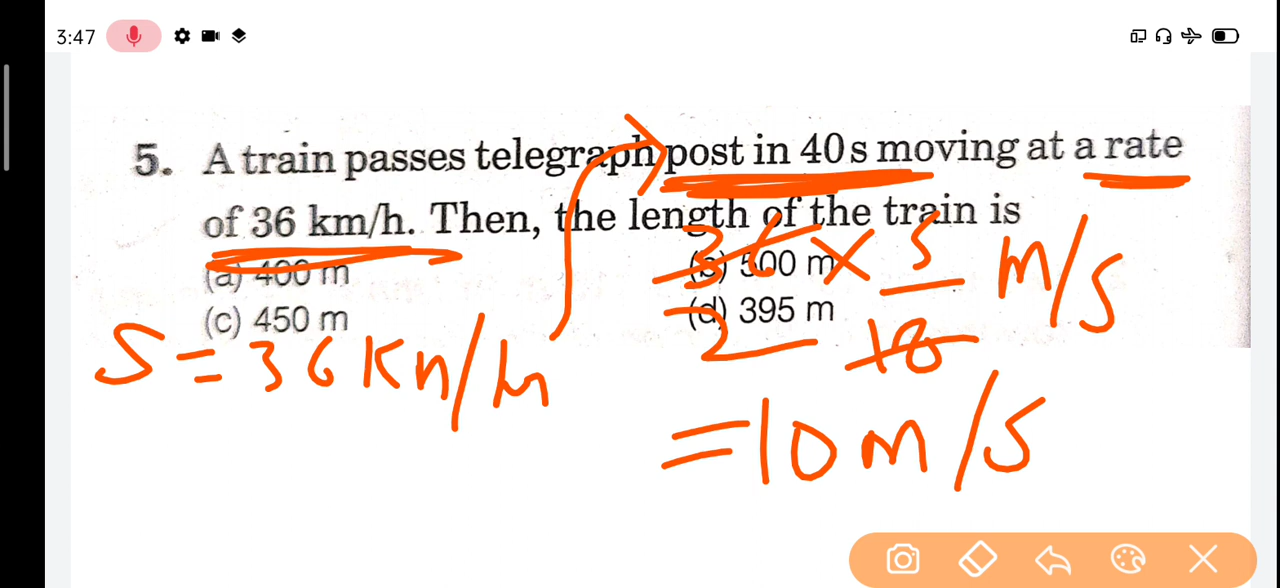 3:47
5. A train passes telegraph post in 40 s moving at a rate
of 36 km/h. Then, the length of the train is
(a) 400 m (b) 500 m
(c) 450 m (d) 395 m
36 × 5 m/s
2 18
S = 36 Km/h
= 10 m/s